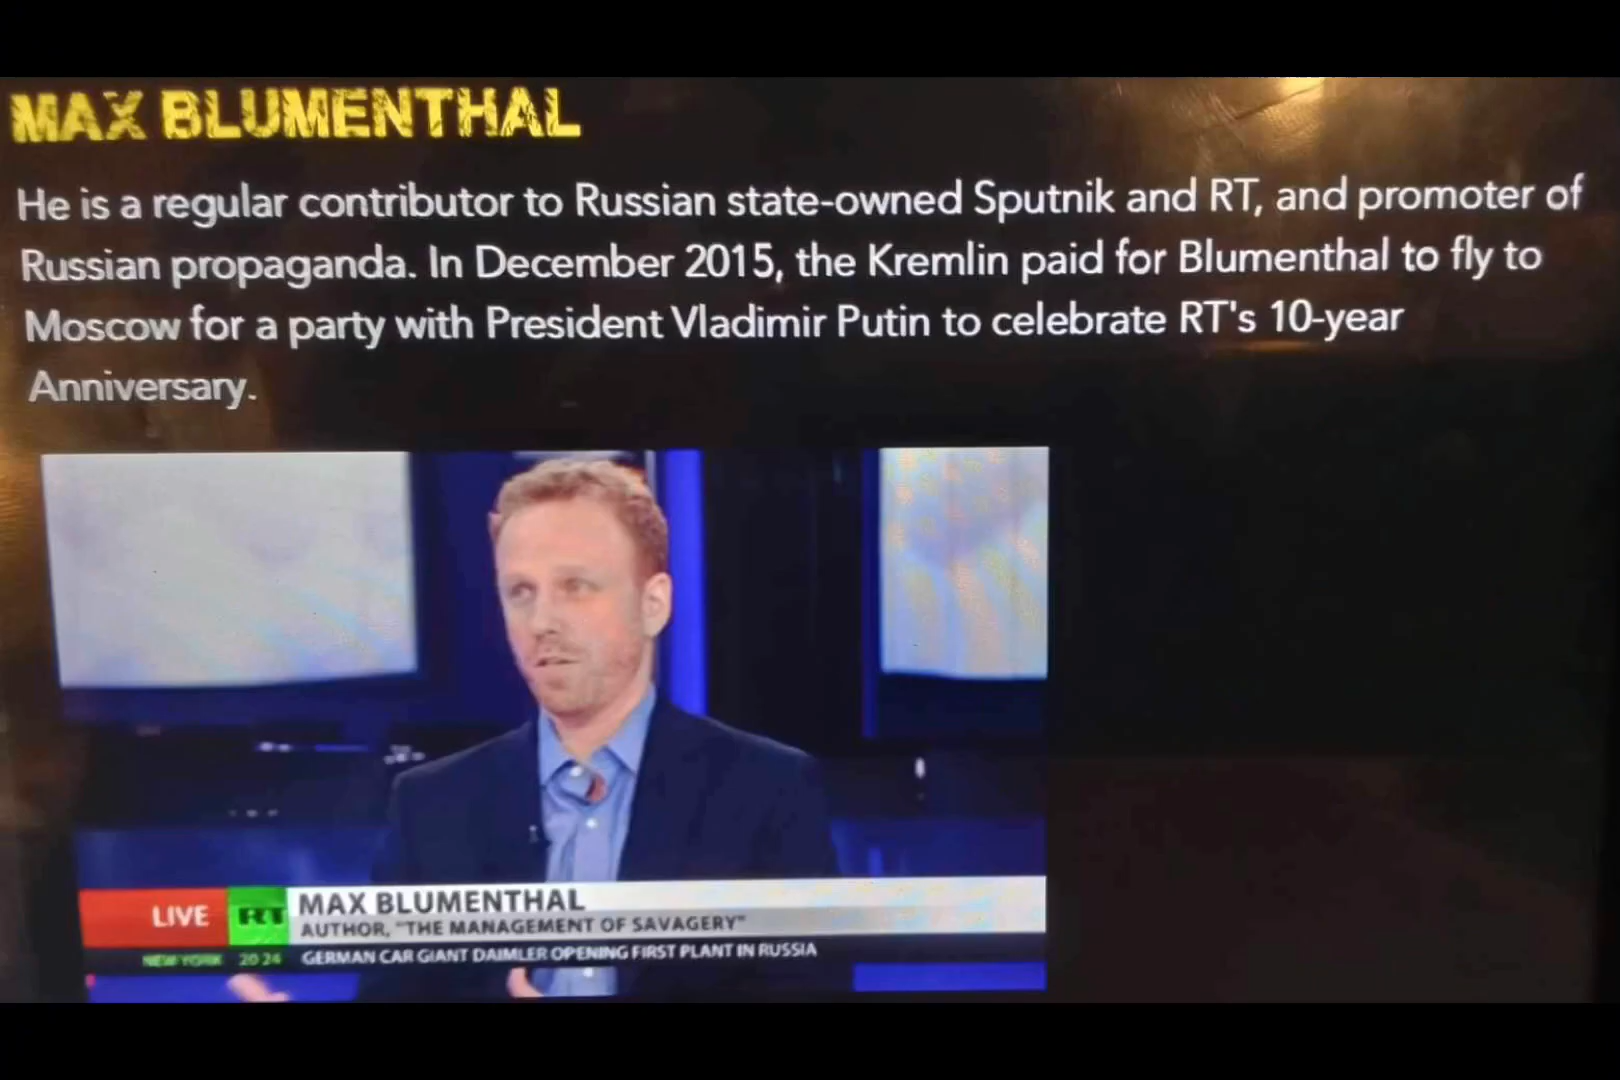 MAX BLUMENTHAL
He is a regular contributor to Russian state-owned Sputnik and RT, and promoter of
Russian propaganda. In December 2015, the Kremlin paid for Blumenthal to fly to
Moscow for a party with President Vladimir Putin to celebrate RT's 10-year
Anniversary.
LIVE RT MAX BLUMENTHAL
AUTHOR, "THE MANAGEMENT OF SAVAGERY"
NEW YORK 20 24 GERMAN CAR GIANT DAIMLER OPENING FIRST PLANT IN RUSSIA